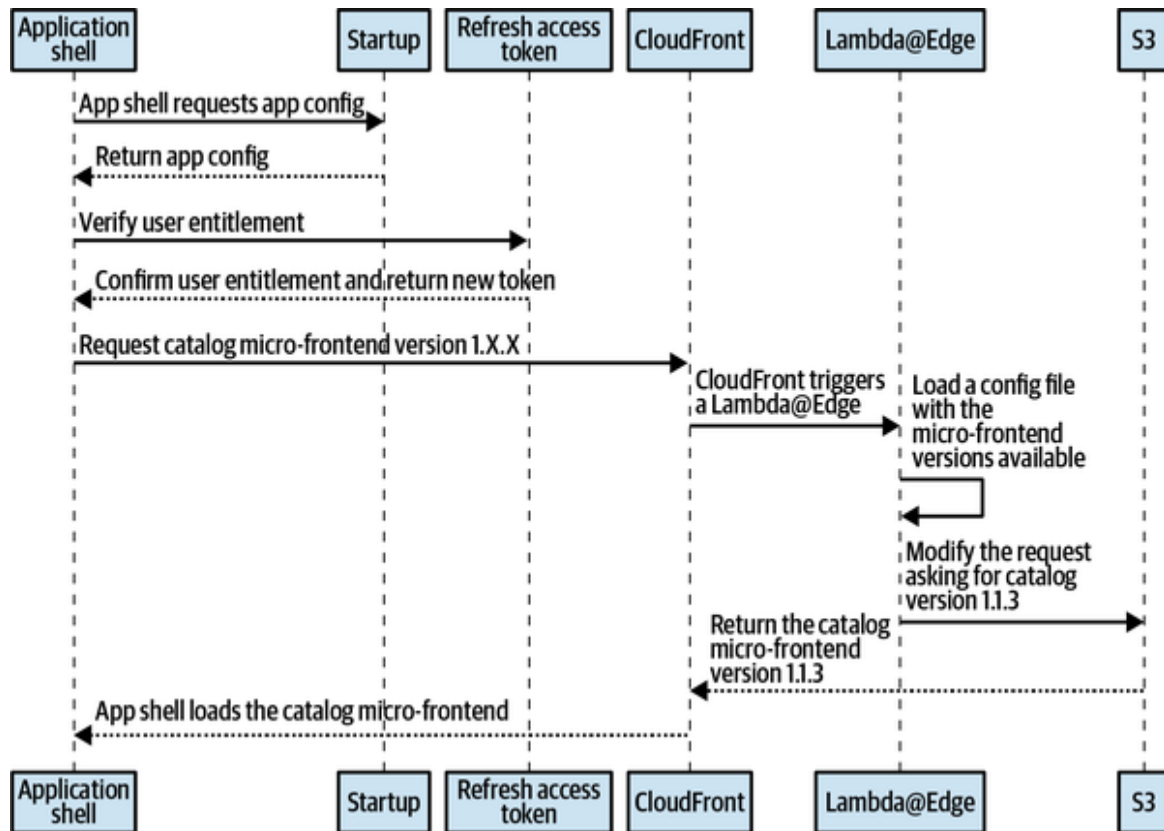 Application
shell
Startup
Refresh access
token
CloudFront
Lambda@Edge
S3
App shell requests app config
Return app config
Verify user entitlement
Confirm user entitlement and return new token
Request catalog micro-frontend version 1.X.X
CloudFront triggers
a Lambda@Edge
Load a config file
with the
micro-frontend
versions available
Modify the request
asking for catalog
version 1.1.3
Return the catalog
micro-frontend
version 1.1.3
App shell loads the catalog micro-frontend
Application
shell
Startup
Refresh access
token
CloudFront
Lambda@Edge
S3